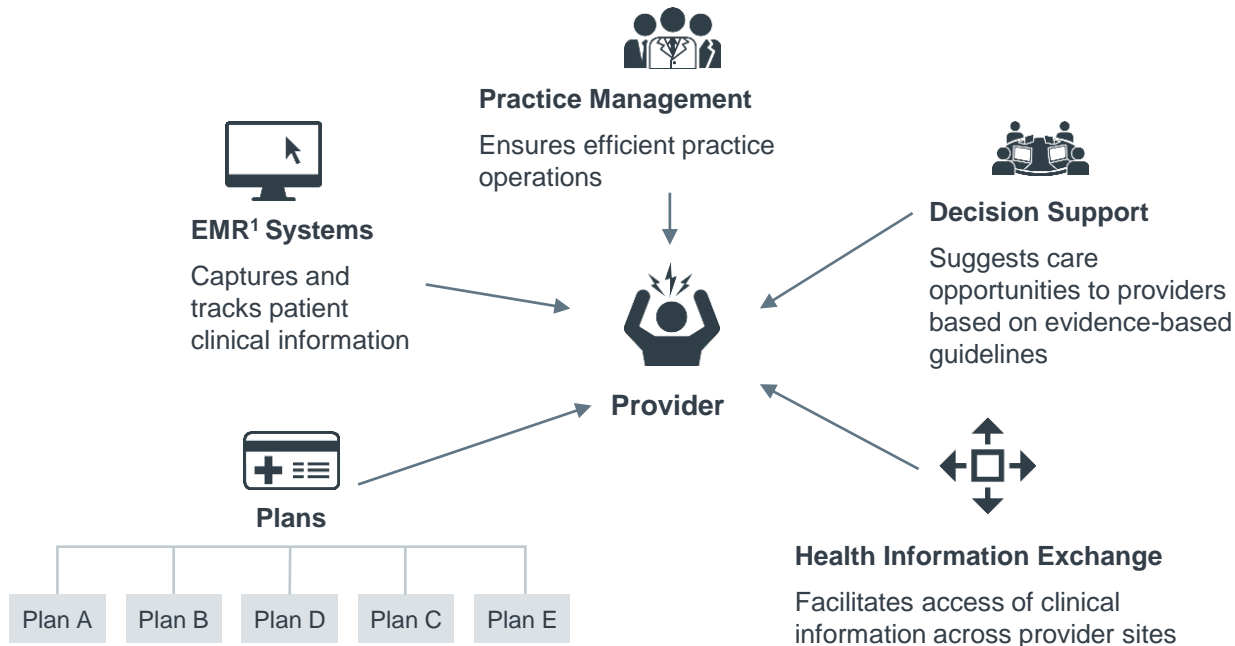 Practice Management
Ensures efficient practice
operations
EMR¹ Systems
Captures and
tracks patient
clinical information
Decision Support
Suggests care
opportunities to providers
based on evidence-based
guidelines
Provider
Plans
Plan A
Plan B
Plan D
Plan C
Plan E
Health Information Exchange
Facilitates access of clinical
information across provider sites